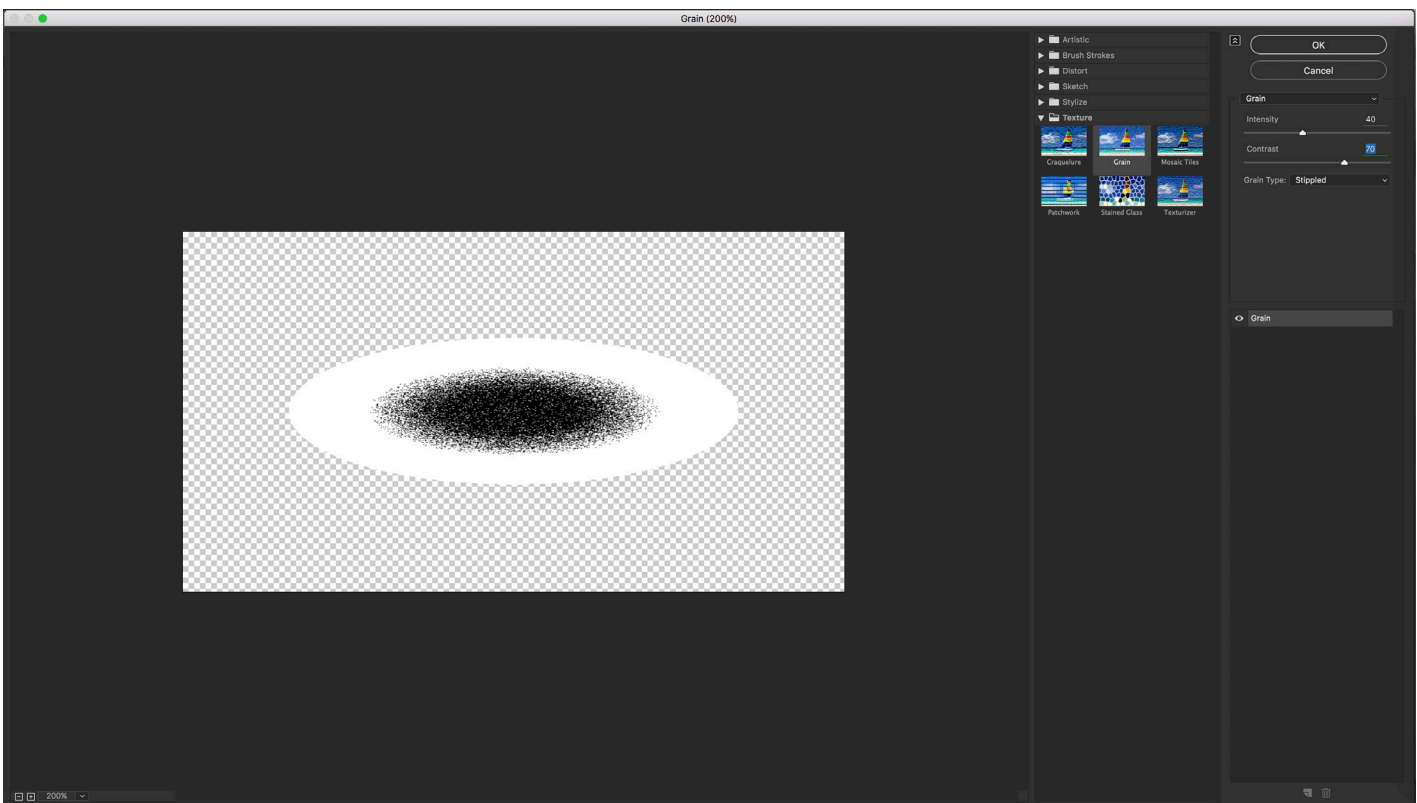 Grain (200%)
Artistic
Brush Strokes
Distort
Sketch
Stylize
Texture
Craquelure Grain Mosaic Tiles
Patchwork Stained Glass Texturizer
OK
Cancel
Grain
Intensity 40
Contrast 70
Grain Type: Stippled
Grain
200%